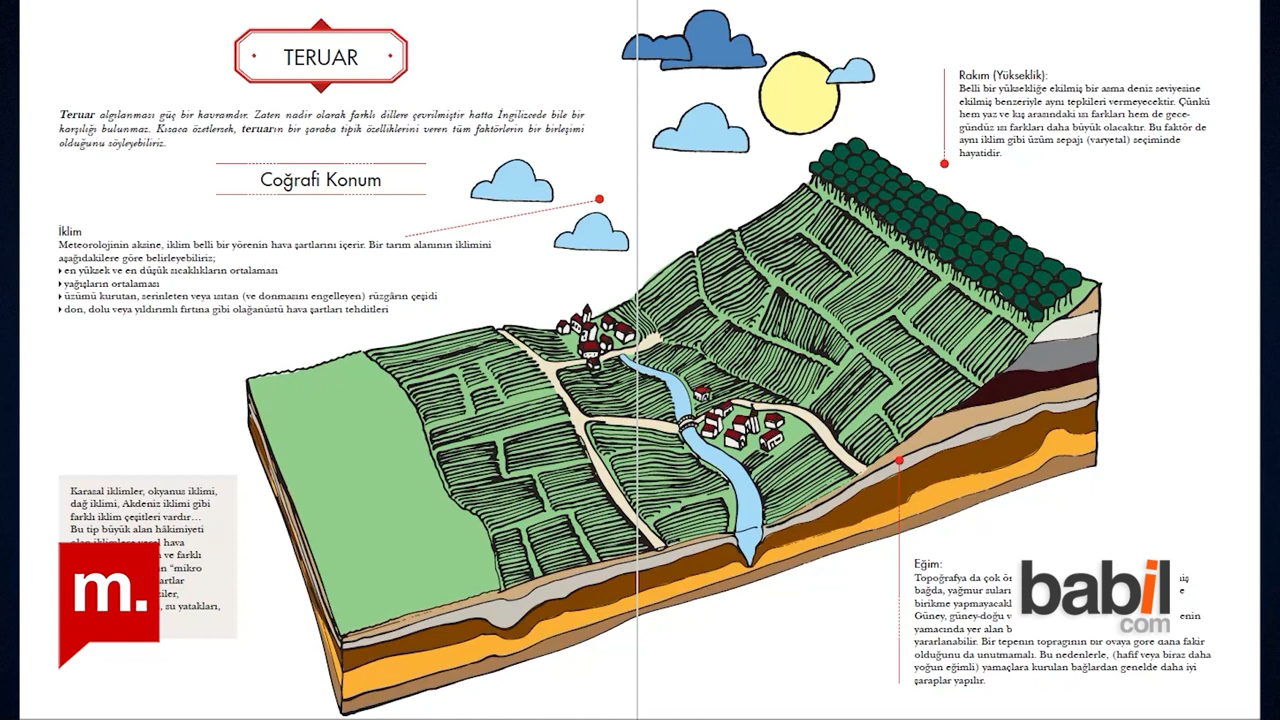 TERUAR
Teruar algılanması güç bir kavramdır. Zaten nadir olarak farklı dillere çevrilmiştir hatta İngilizcede bile bir
karşılığı bulunmaz. Kısaca özetlersek, teruarın bir şaraba tipik özelliklerini veren tüm faktörlerin bir birleşimi
olduğunu söyleyebiliriz.
Coğrafi Konum
İklim
Meteorolojinin aksine, iklim belli bir yörenin hava şartlarını içerir. Bir tarım alanının iklimini
aşağıdakilere göre belirleyebiliriz;
en yüksek ve en düşük sıcaklıkların ortalaması
yağışların ortalaması
üzümü kurutan, serinleten veya ısıtan (ve donmasını engelleyen) rüzgârın çeşidi
don, dolu veya yıldırımlı fırtına gibi olağanüstü hava şartları tehditleri
Karasal iklimler, okyanus iklimi,
dağ iklimi, Akdeniz iklimi gibi
farklı iklim çeşitleri vardır...
Bu tip büyük alan hâkimiyeti
hava
ve farklı
"mikro
su yatakları,
m.
Rakım (Yükseklik):
Belli bir yüksekliğe ekilmiş bir asma deniz seviyesine
ekilmiş benzeriyle aynı tepkileri vermeyecektir. Çünkü
hem yaz ve kış arasındaki ısı farkları hem de gece-
gündüz ısı farkları daha büyük olacaktır. Bu faktör de
aynı iklim gibi üzüm sepajı (varyetal) seçiminde
hayatidir.
Eğim:
Topoğrafya da çok
bağda, yağmur suları
birikme yapmayacak
Güney, güney-doğu
yamacında yer alan
yararlanabilir. Bir tepenin toprağının bir ovaya göre daha fakir
olduğunu da unutmamalı. Bu nedenlerle, (hafif veya biraz daha
yoğun eğimli) yamaçlara kurulan bağlardan genelde daha iyi
şaraplar yapılır.
babil
com